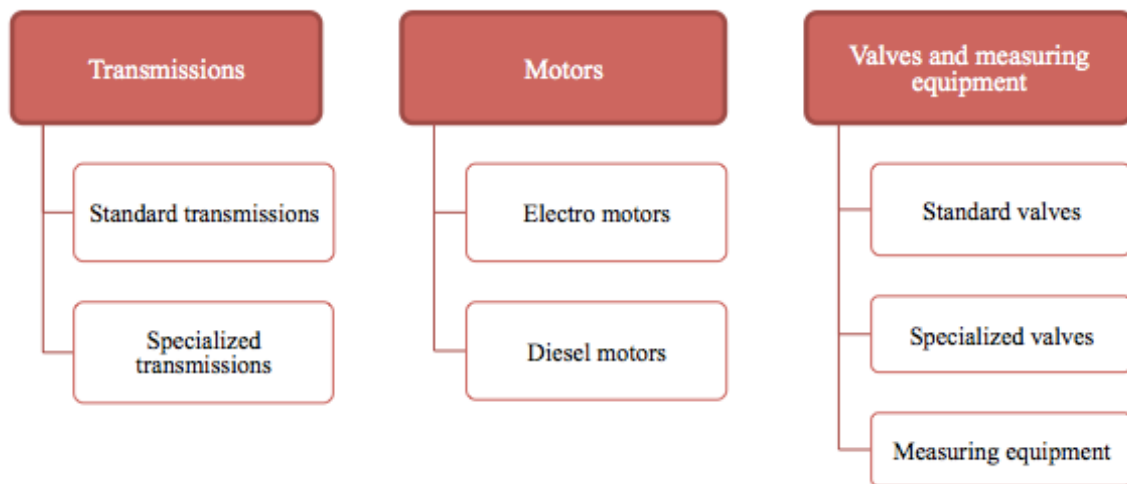 Transmissions
Standard transmissions
Specialized
transmissions
Motors
Electro motors
Diesel motors
Valves and measuring
equipment
Standard valves
Specialized valves
Measuring equipment